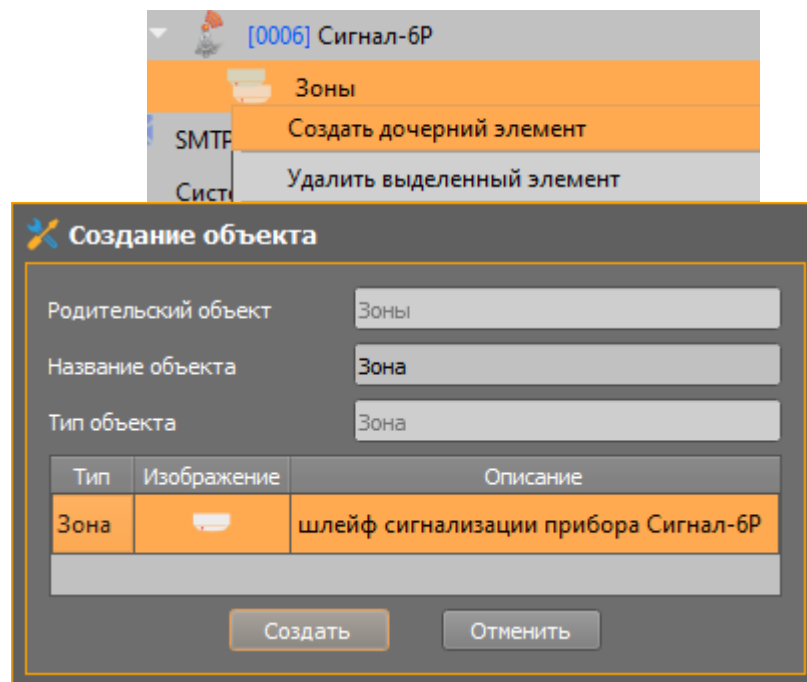 [0006] Сигнал-6Р
Зоны
Создать дочерний элемент
SMTP
Удалить выделенный элемент
Создание объекта
Родительский объект Зоны
Название объекта Зона
Тип объекта Зона
Тип Изображение Описание
Зона шлейф сигнализации прибора Сигнал-6Р
Создать Отменить